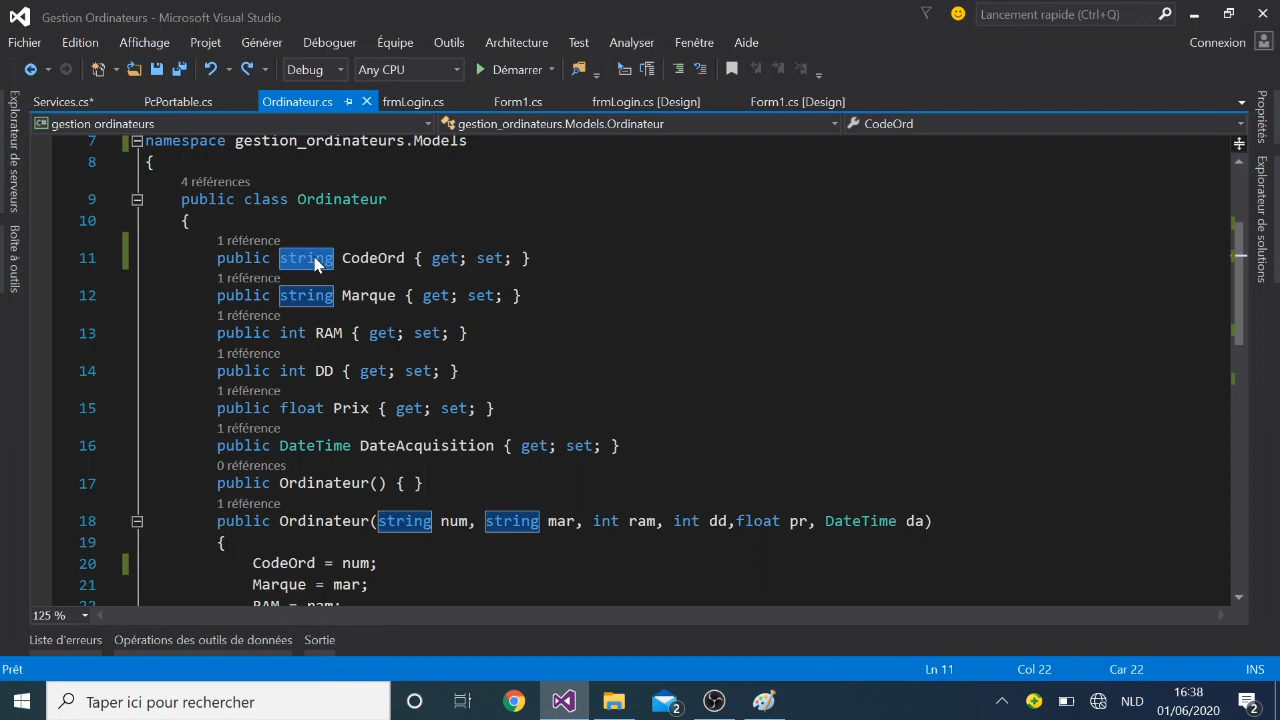 Gestion Ordinateurs - Microsoft Visual Studio
Lancement rapide (Ctrl+Q)
Fichier Edition Affichage Projet Générer Déboguer Équipe Outils Architecture Test Analyser Fenêtre Aide Connexion
Debug Any CPU Démarrer
Services.cs* PcPortable.cs Ordinateur.cs frmLogin.cs Form1.cs frmLogin.cs [Design] Form1.cs [Design]
gestion ordinateurs gestion_ordinateurs.Models.Ordinateur CodeOrd
Explorateur de serveurs
Boîte à outils
7 namespace gestion_ordinateurs.Models
8 {
4 références
9 public class Ordinateur
10 {
1 référence
11 public string CodeOrd { get; set; }
1 référence
12 public string Marque { get; set; }
1 référence
13 public int RAM { get; set; }
1 référence
14 public int DD { get; set; }
1 référence
15 public float Prix { get; set; }
1 référence
16 public DateTime DateAcquisition { get; set; }
0 références
17 public Ordinateur() { }
1 référence
18 public Ordinateur(string num, string mar, int ram, int dd,float pr, DateTime da)
19 {
20 CodeOrd = num;
21 Marque = mar;
Propriétés
Explorateur de solutions
125 %
Liste d'erreurs Opérations des outils de données Sortie
Prêt Ln 11 Col 22 Car 22 INS
Taper ici pour rechercher
2
NLD
16:38
01/06/2020
2